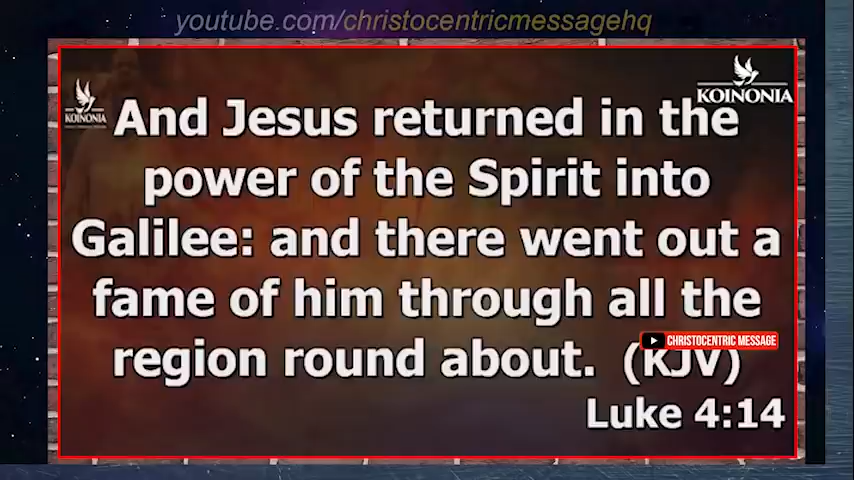 youtube.com/christocentricmessagehq
KOINONIA
KOINONIA
And Jesus returned in the
power of the Spirit into
Galilee: and there went out a
fame of him through all the
region round about. (KJV)
CHRISTOCENTRIC MESSAGE
Luke 4:14